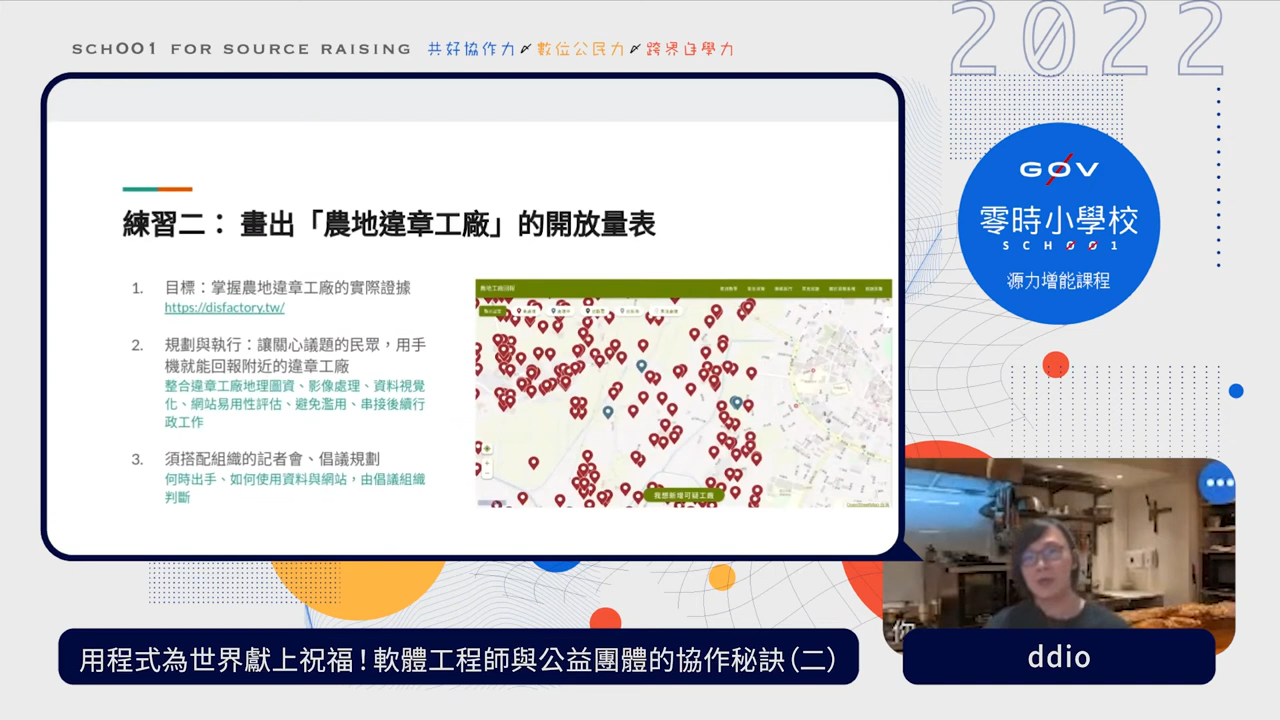 SCHOO1 FOR SOURCE RAISING 共好協作力 數位公民力 跨界自學力
2022
GØV
零時小學校
SCHØØ1
源力增能課程
練習二： 畫出「農地違章工廠」的開放量表
1. 目標：掌握農地違章工廠的實際證據
https://disfactory.tw/
2. 規劃與執行：讓關心議題的民眾，用手
機就能回報附近的違章工廠
整合違章工廠地理圖資、影像處理、資料視覺
化、網站易用性評估、避免濫用、串接後續行
政工作
3. 須搭配組織的記者會、倡議規劃
何時出手、如何使用資料與網站，由倡議組織
判斷
農地工廠回報
我想新增可疑工廠
你
用程式為世界獻上祝福！軟體工程師與公益團體的協作秘訣(二)
ddio